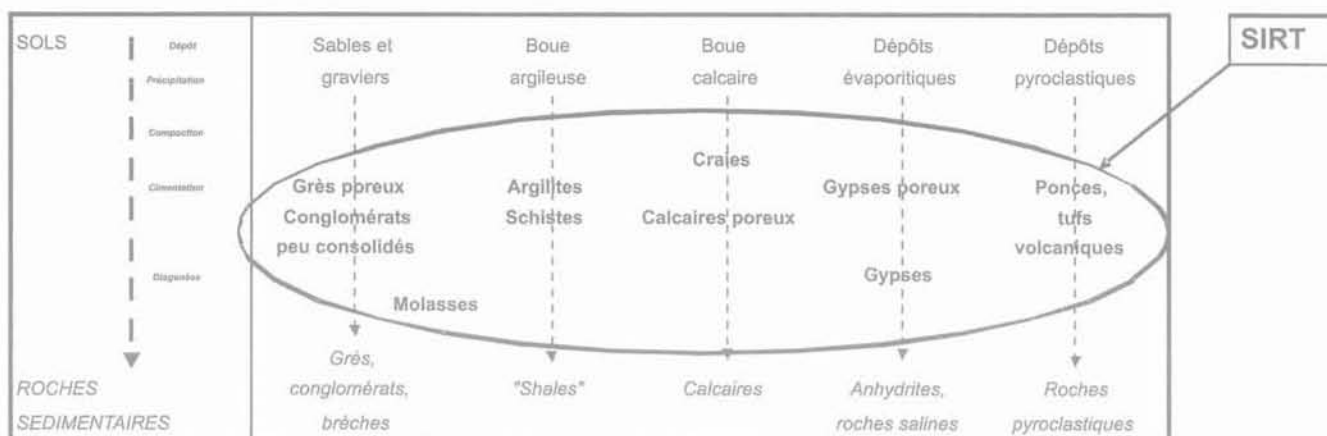 SOLS
Dépôt
Précipitation
Compaction
Cimentation
Diagenèse
ROCHES
SEDIMENTAIRES
Sables et
graviers
Boue
argileuse
Boue
calcaire
Dépôts
évaporitiques
Dépôts
pyroclastiques
SIRT
Grès poreux
Conglomérats
peu consolidés
Molasses
Argilites
Schistes
Craies
Calcaires poreux
Gypses poreux
Gypses
Ponces,
tufs
volcaniques
Grès,
conglomérats,
brèches
"Shales"
Calcaires
Anhydrites,
roches salines
Roches
pyroclastiques